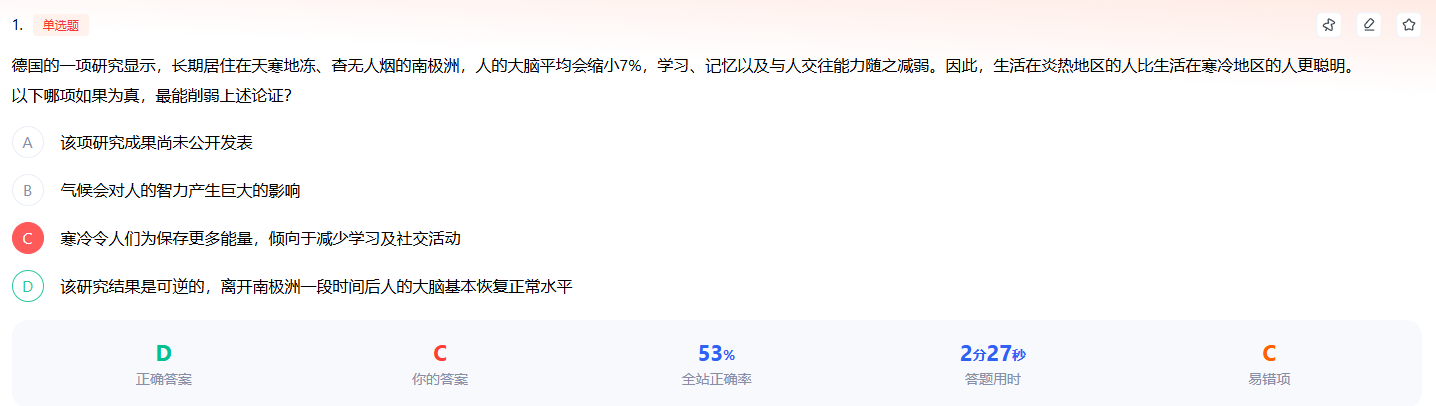 1. 单选题
德国的一项研究显示，长期居住在天寒地冻、杳无人烟的南极洲，人的大脑平均会缩小7%，学习、记忆以及与人交往能力随之减弱。因此，生活在炎热地区的人比生活在寒冷地区的人更聪明。
以下哪项如果为真，最能削弱上述论证？
A 该项研究成果尚未公开发表
B 气候会对人的智力产生巨大的影响
C 寒冷令人们为保存更多能量，倾向于减少学习及社交活动
D 该研究结果是可逆的，离开南极洲一段时间后人的大脑基本恢复正常水平
D C 53% 2分27秒 C
正确答案 你的答案 全站正确率 答题用时 易错项